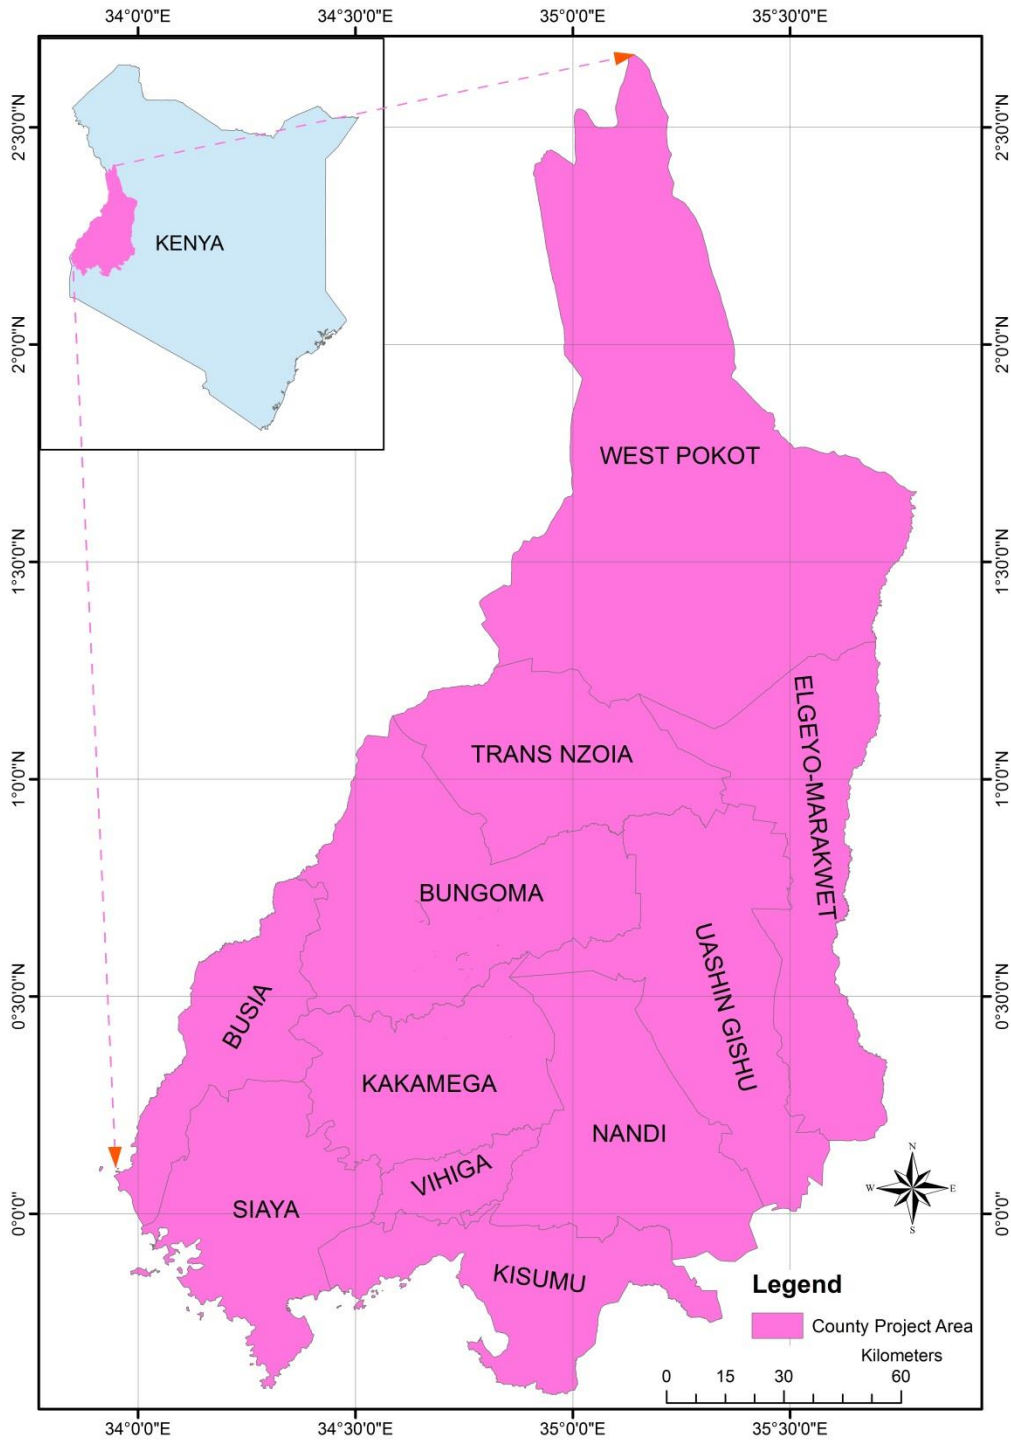 34°0'0"E
34°30'0"E
35°0'0"E
35°30'0"E
2°30'0"N
2°30'0"N
KENYA
2°0'0"N
2°0'0"N
WEST POKOT
1°30'0"N
1°30'0"N
ELGEYO-MARAKWET
TRANS NZOIA
1°0'0"N
1°0'0"N
BUNGOMA
UASHIN GISHU
0°30'0"N
0°30'0"N
BUSIA
KAKAMEGA
NANDI
VIHIGA
SIAYA
N
W
E
S
0°0'0"
0°0'0"
KISUMU
Legend
County Project Area
Kilometers
0 15 30 60
34°0'0"E
34°30'0"E
35°0'0"E
35°30'0"E